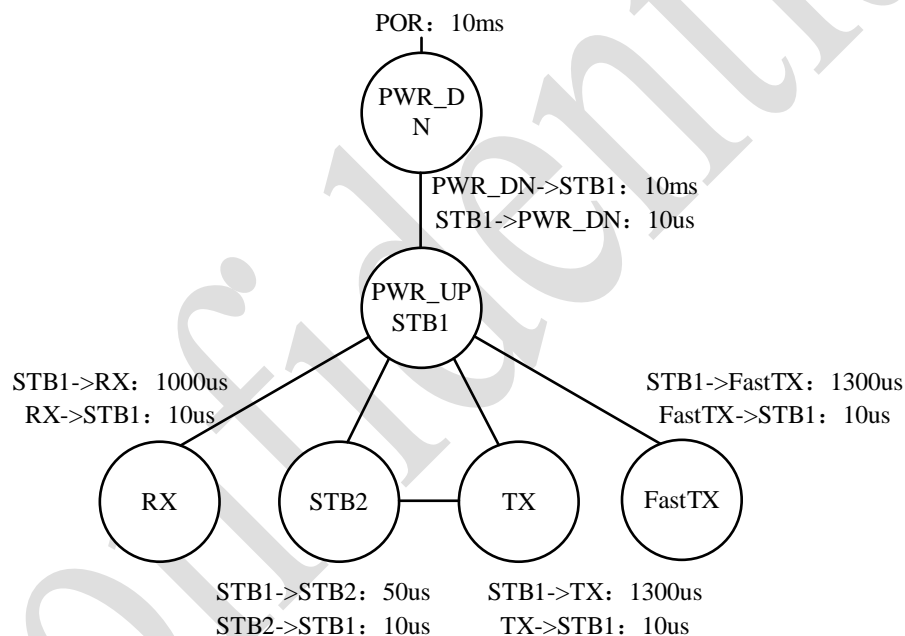 POR：10ms
PWR_D
N
PWR_DN->STB1：10ms
STB1->PWR_DN：10us
PWR_UP
STB1
STB1->RX：1000us
RX->STB1：10us
STB1->FastTX：1300us
FastTX->STB1：10us
RX
STB2
TX
FastTX
STB1->STB2：50us
STB2->STB1：10us
STB1->TX：1300us
TX->STB1：10us